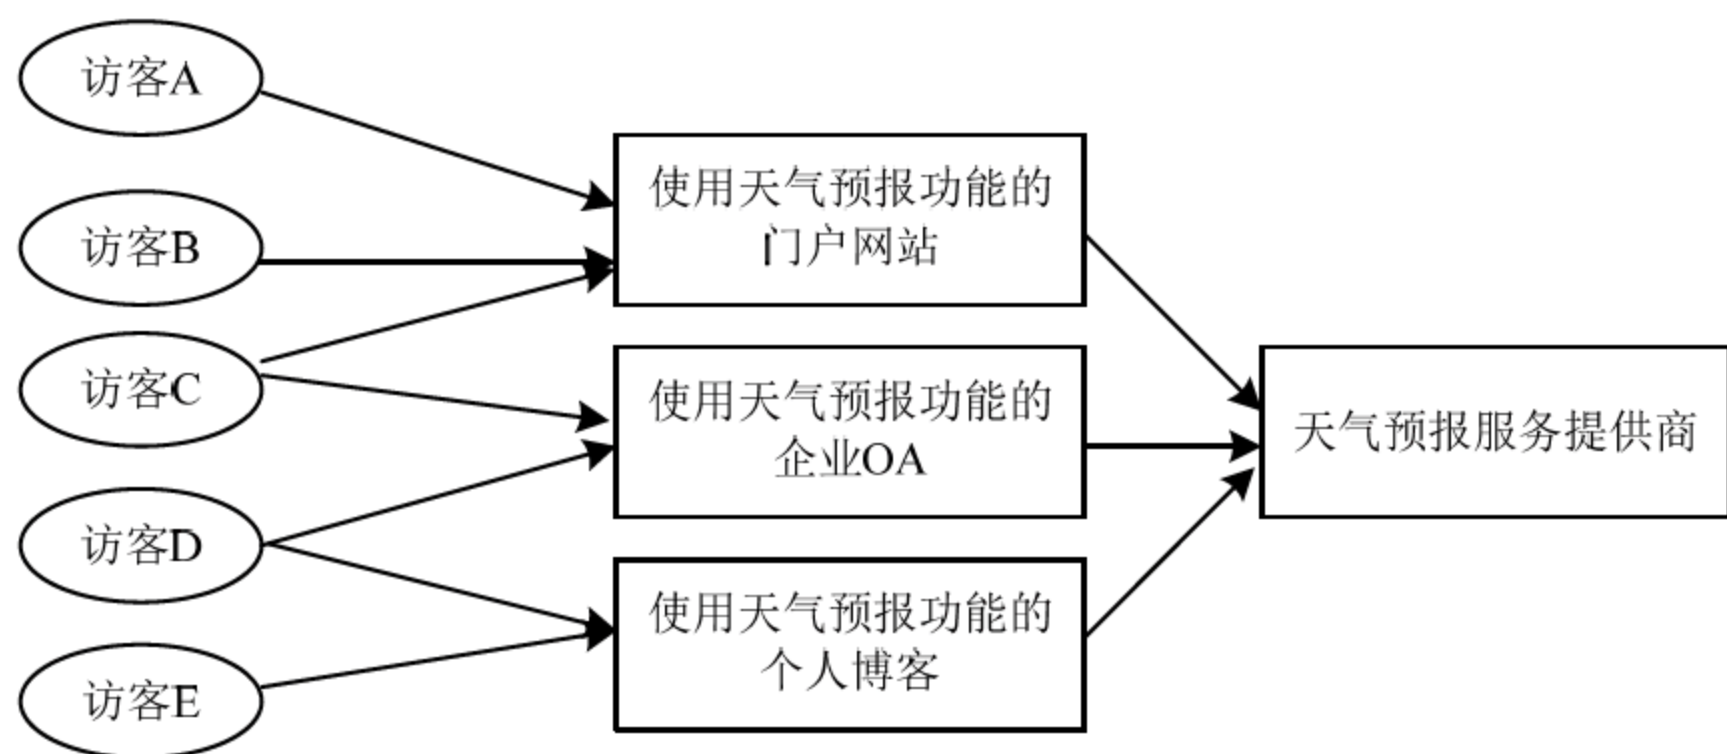 访客A
访客B
访客C
访客D
访客E
使用天气预报功能的
门户网站
使用天气预报功能的
企业OA
使用天气预报功能的
个人博客
天气预报服务提供商